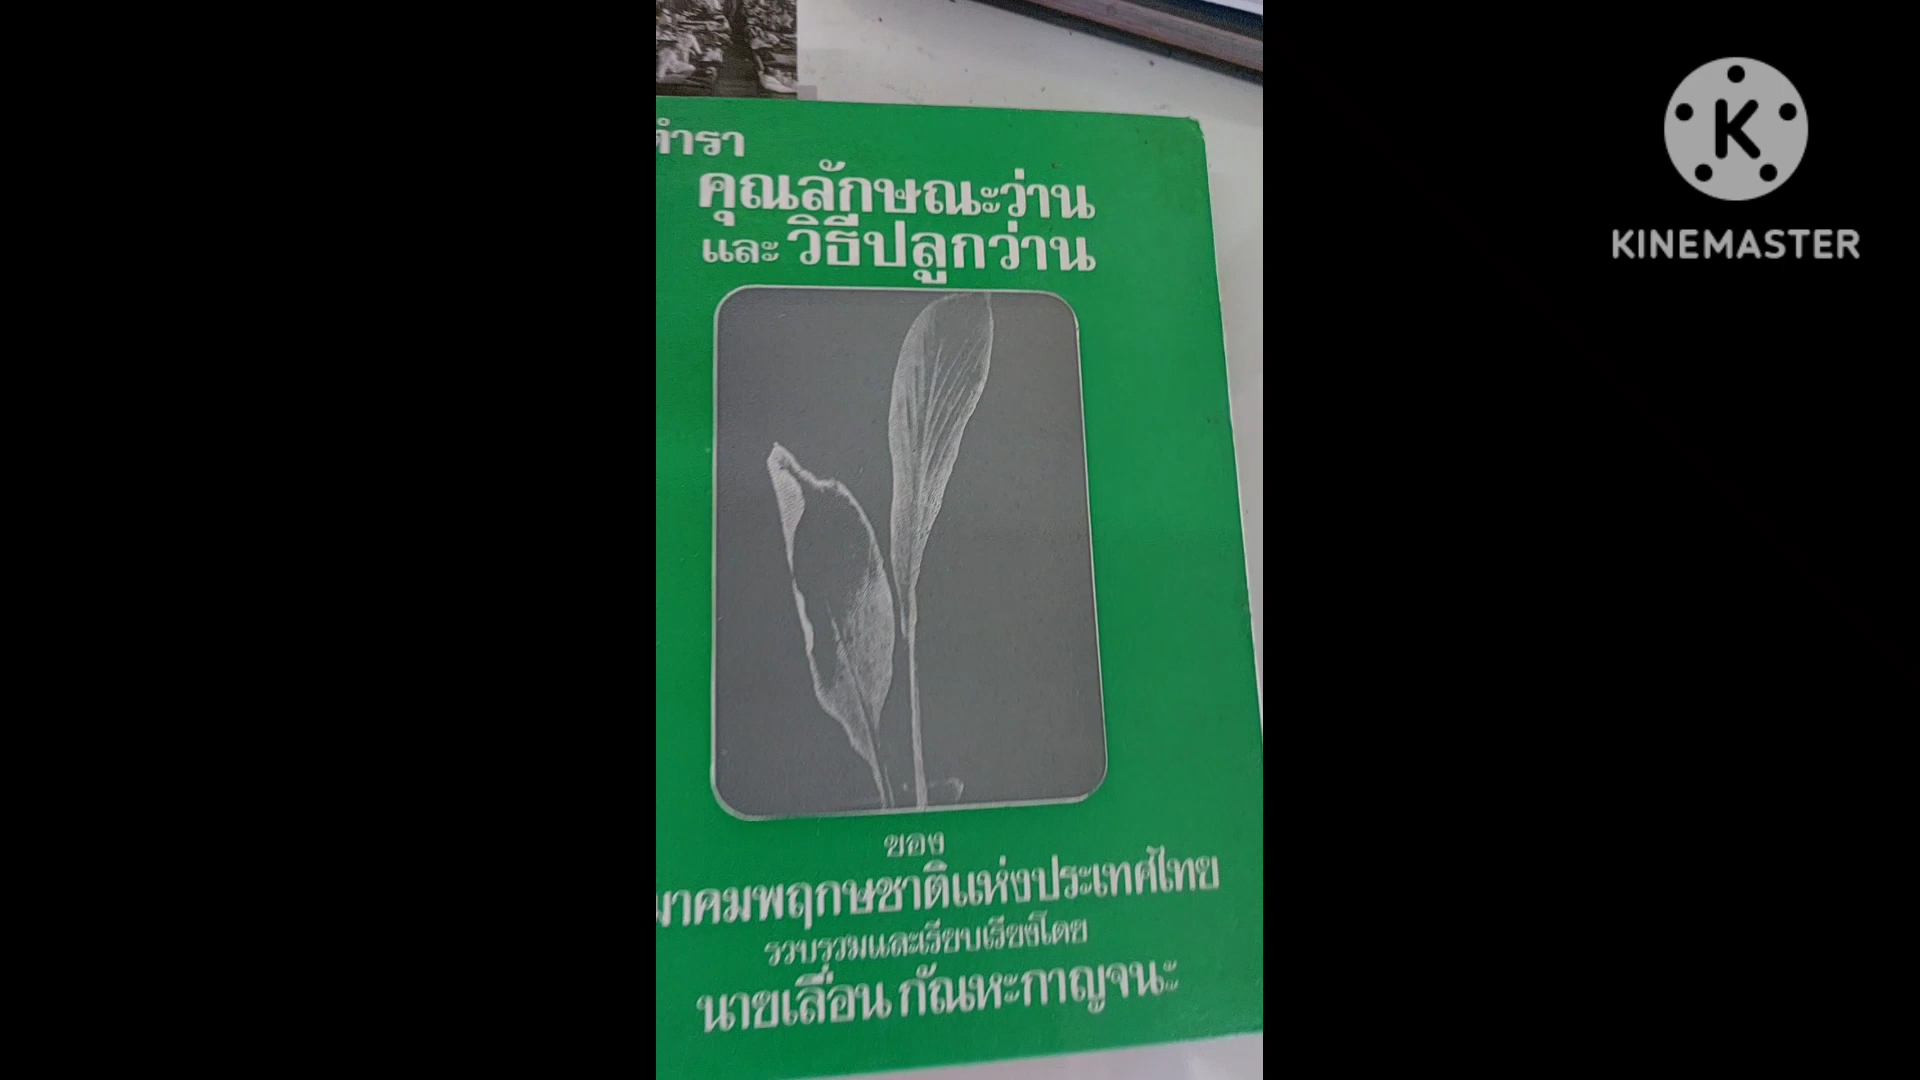 ตำรา
คุณลักษณะว่าน
และ วิธีปลูกว่าน
ของ
มาคมพฤกษชาติแห่งประเทศไทย
รวบรวมและเรียบเรียงโดย
นายเลื่อน กัณหะกาญจนะ
K
KINEMASTER